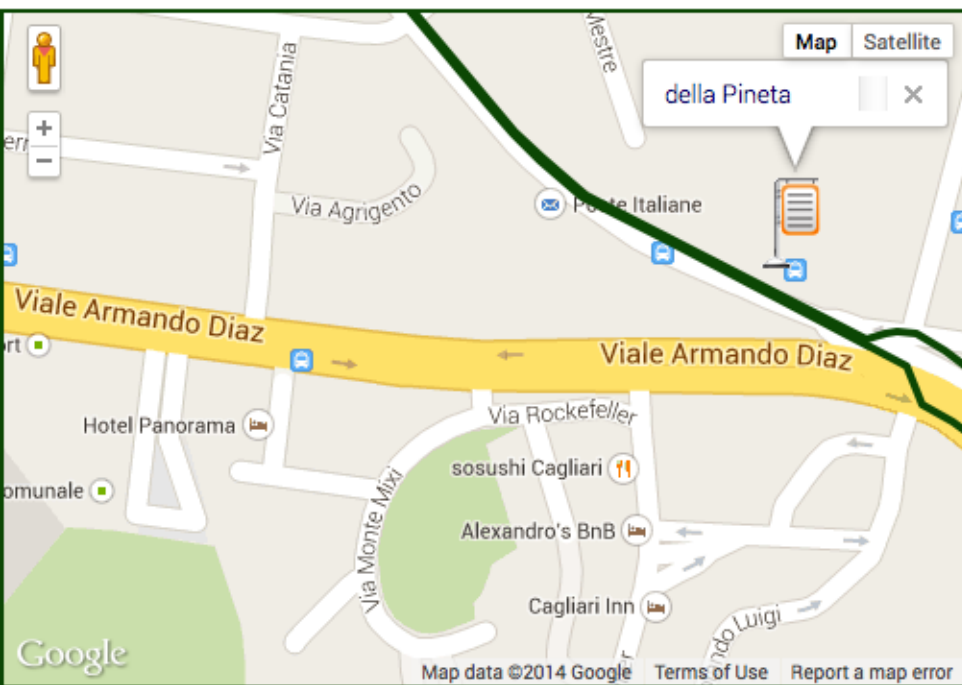 Map
Satellite
Mestre
della Pineta
Via Catania
Via Agrigento
Poste Italiane
Viale Armando Diaz
Viale Armando Diaz
Via Rockefeller
Hotel Panorama
sosushi Cagliari
omunale
Via Monte Mixi
Alexandro's BnB
Cagliari Inn
ando Luigi
Google
Map data ©2014 Google
Terms of Use
Report a map error